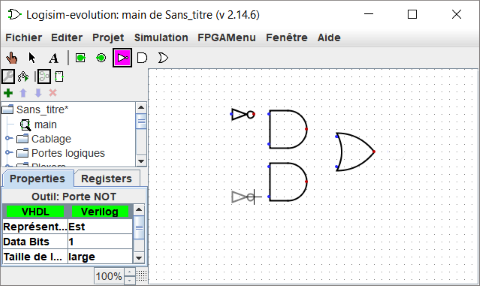 Logisim-evolution: main de Sans_titre (v 2.14.6)
Fichier Editer Projet Simulation FPGAMenu Fenêtre Aide
A
Sans_titre*
main
Cablage
Portes logiques
Properties Registers
Outil: Porte NOT
VHDL Verilog
Représent... Est
Data Bits 1
Taille de l... large
100%